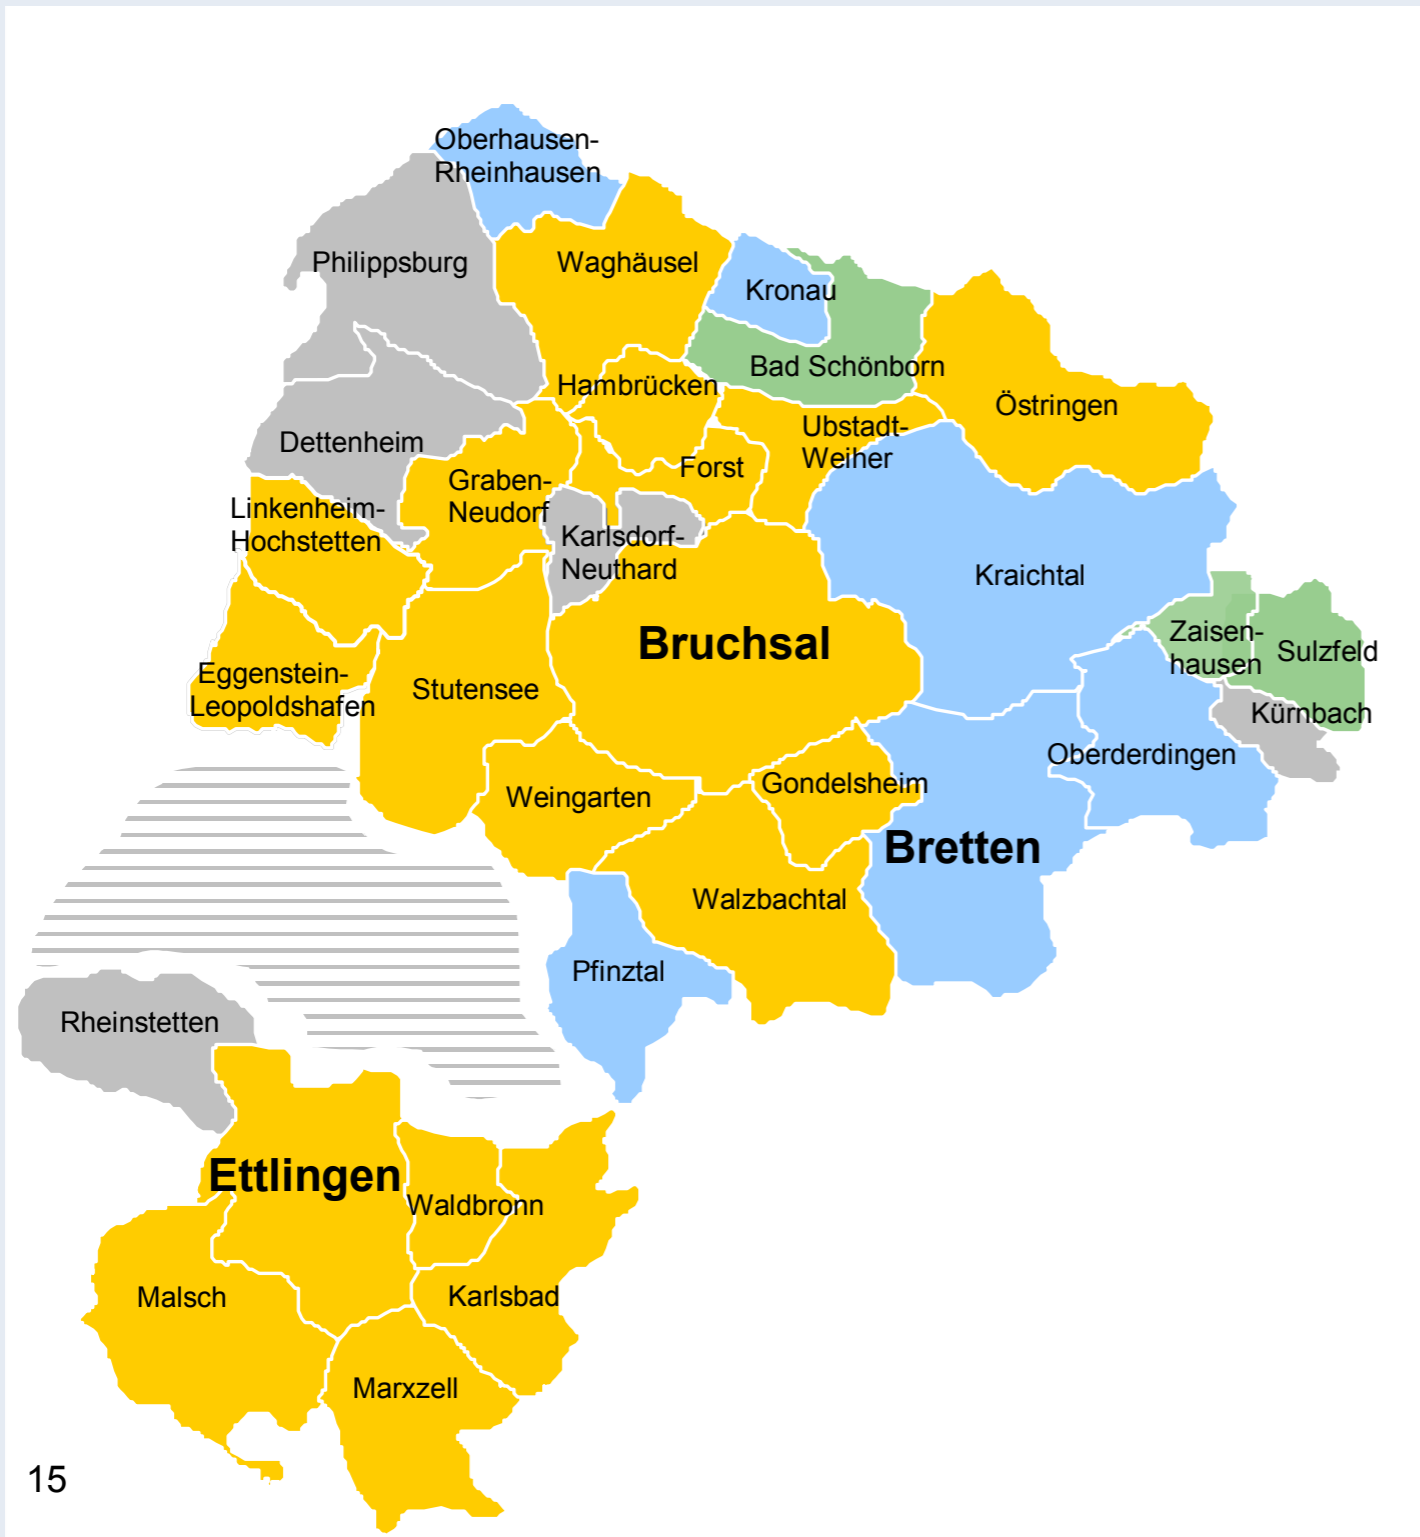 Oberhausen-
Rheinhausen
Philippsburg
Waghäusel
Kronau
Bad Schönborn
Hambrücken
Östringen
Dettenheim
Ubstadt-
Weiher
Forst
Graben-
Neudorf
Linkenheim-
Hochstetten
Karlsdorf-
Neuthard
Kraichtal
Bruchsal
Zaisen-
hausen
Sulzfeld
Eggenstein-
Leopoldshafen
Stutensee
Kürnbach
Oberderdingen
Gondelsheim
Weingarten
Bretten
Walzbachtal
Pfinztal
Rheinstetten
Ettlingen
Waldbronn
Malsch
Karlsbad
Marxzell
15